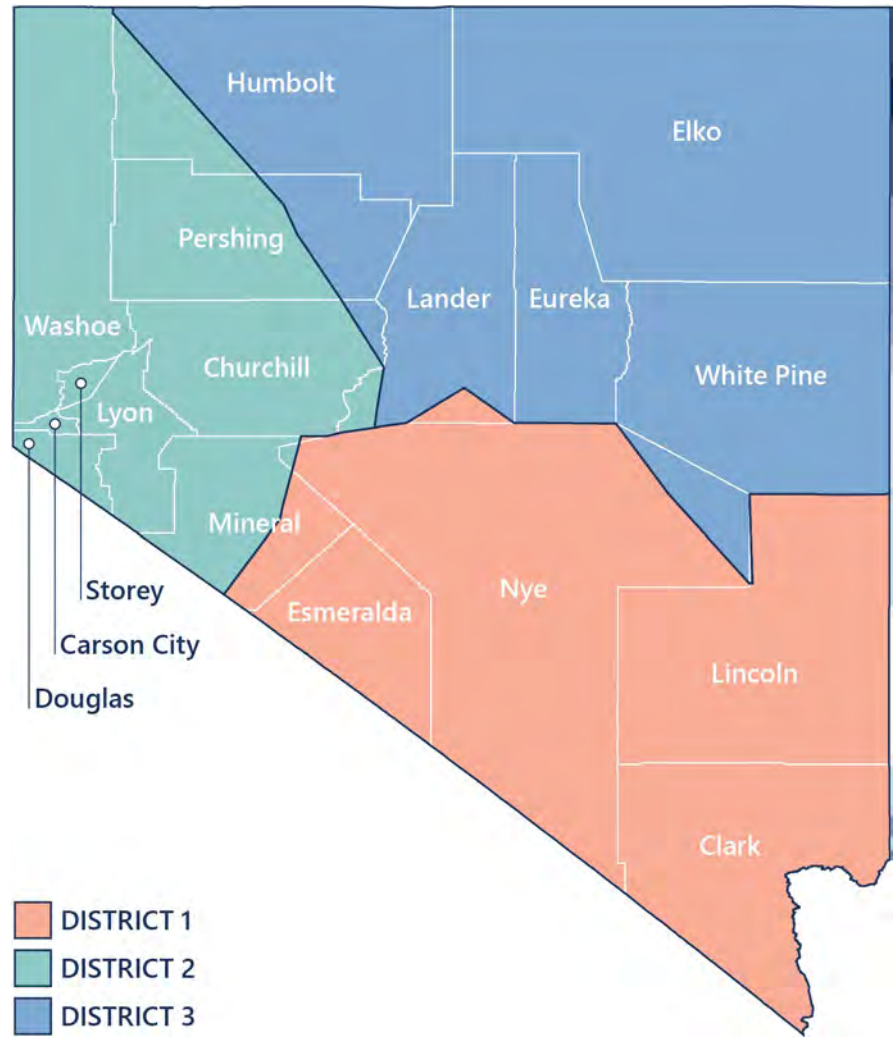 Humbolt
Elko
Pershing
Lander
Eureka
Washoe
Churchill
White Pine
Lyon
Mineral
Storey
Nye
Esmeralda
Carson City
Lincoln
Douglas
Clark
DISTRICT 1
DISTRICT 2
DISTRICT 3